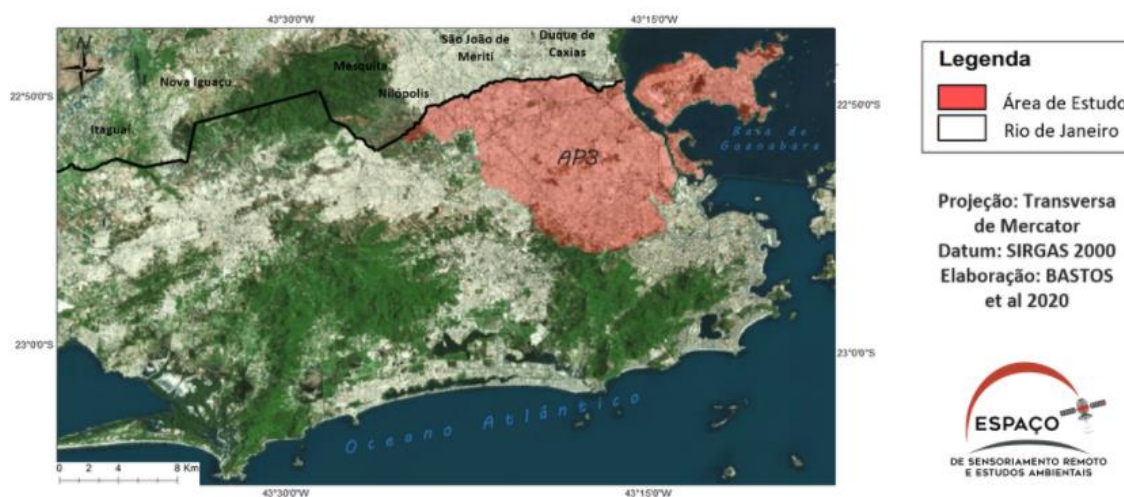 43°30'0"W
43°15'0"W
N
São João de
Meriti
Duque de
Caxias
Mesquita
Nova Iguaçu
Nilópolis
22°50'0"S
22°50'0"S
Itaguaí
Baía de
Guanabara
AP3
23°0'0"S
23°0'0"S
Oceano Atlântico
0 2 4 8 Km
43°30'0"W
43°15'0"W
Legenda
Área de Estudo
Rio de Janeiro
Projeção: Transversa
de Mercator
Datum: SIRGAS 2000
Elaboração: BASTOS
et al 2020
ESPAÇO
DE SENSORIAMENTO REMOTO
E ESTUDOS AMBIENTAIS